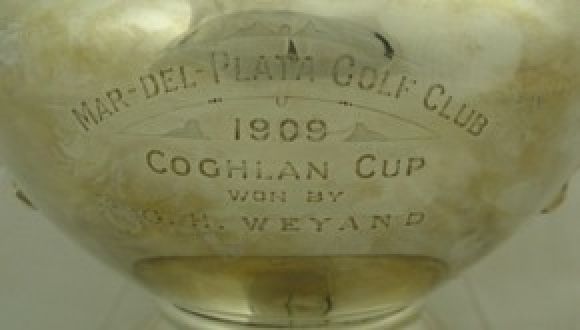 MAR-DEL-PLATA GOLF CLUB
1909
COGHLAN CUP
WON BY
H. WEYAND